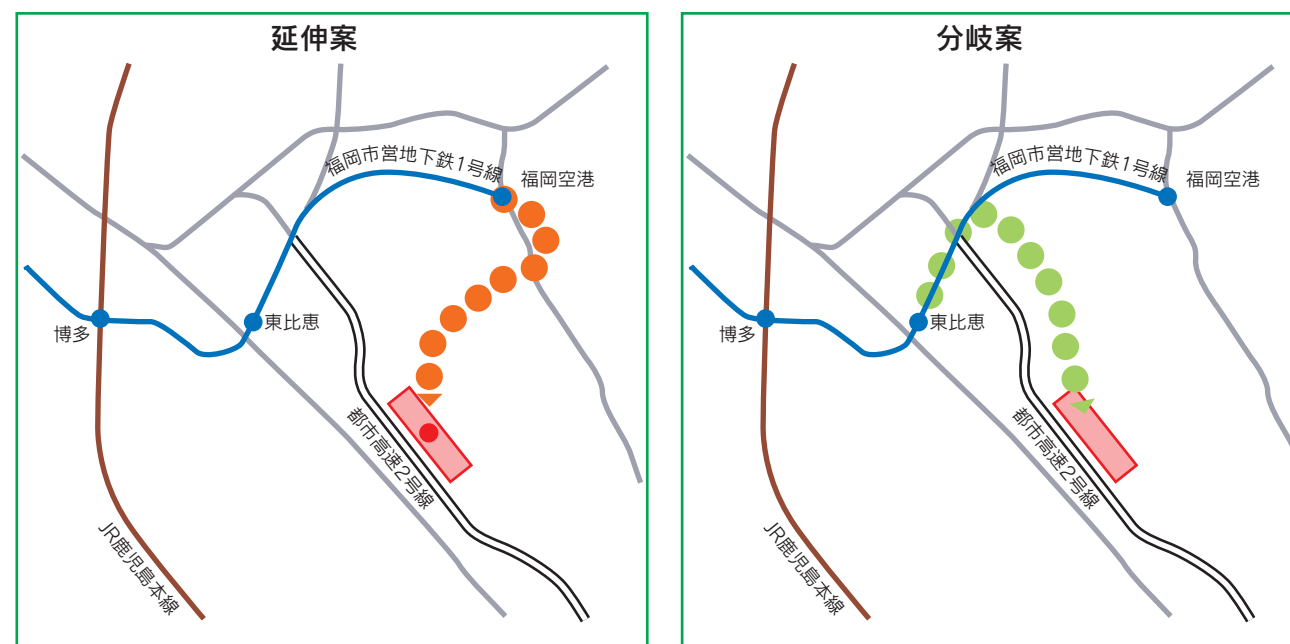 延伸案
福岡市営地下鉄1号線
福岡空港
東比恵
博多
都市高速2号線
JR鹿児島本線
分岐案
福岡市営地下鉄1号線
福岡空港
東比恵
博多
都市高速2号線
JR鹿児島本線